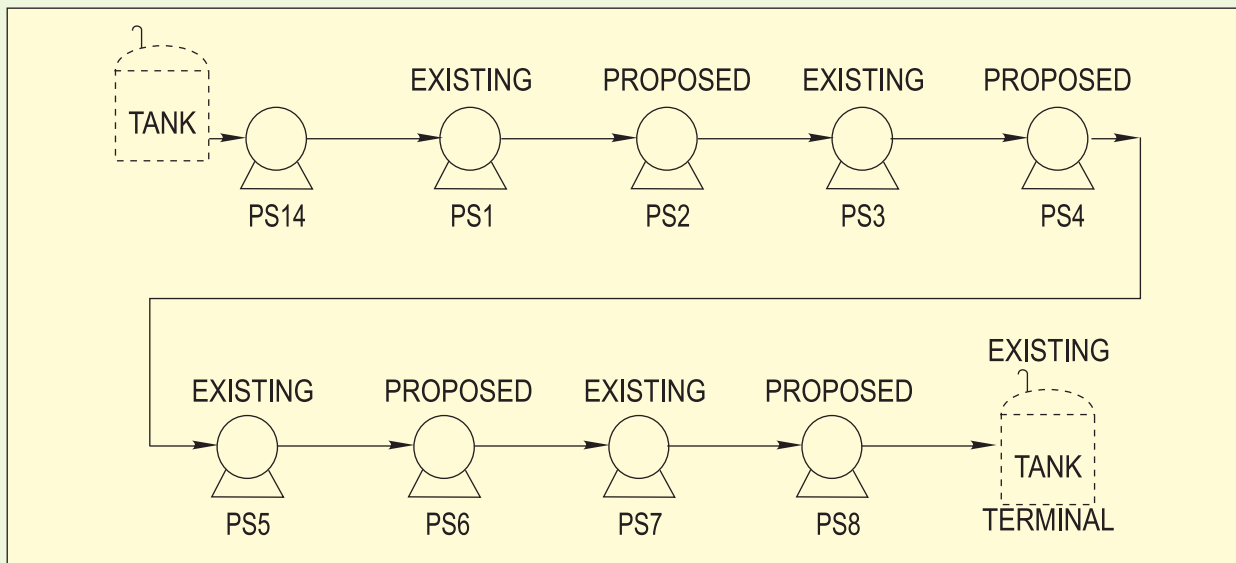 TANK
EXISTING
PROPOSED
EXISTING
PROPOSED
PS14
PS1
PS2
PS3
PS4
EXISTING
PROPOSED
EXISTING
PROPOSED
EXISTING
TANK
TERMINAL
PS5
PS6
PS7
PS8